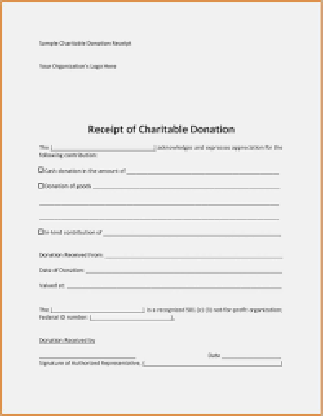 Sample Charitable Donation Receipt
Your Organization's Logo Here
Receipt of Charitable Donation
The [ ] acknowledges and expresses appreciation for the
following contribution:
☐Cash donation in the amount of
☐Donation of goods
☐In-kind contribution of
Donation Received From:
Date of Donation:
Valued at:
The [ ] is a recognized 501 (c) (3) not for profit organization;
Federal ID number: [ ].
Donation Received by
Date
Signature of Authorized Representative, [